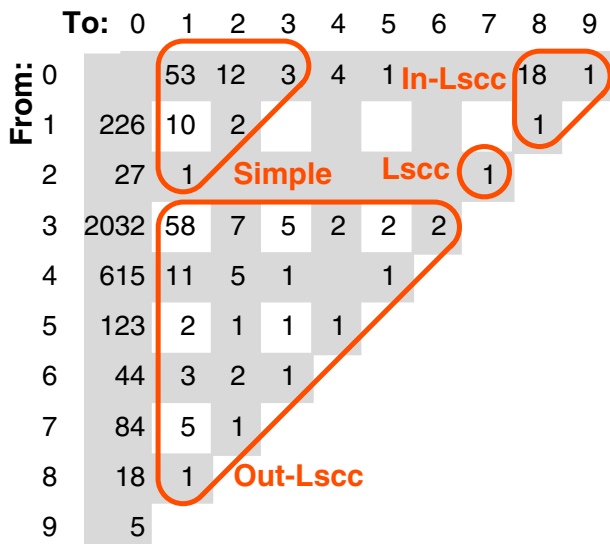 To: 0 1 2 3 4 5 6 7 8 9
From:
0 53 12 3 4 1 In-Lscc 18 1
1 226 10 2 1
2 27 1 Simple Lscc 1
3 2032 58 7 5 2 2 2
4 615 11 5 1 1
5 123 2 1 1 1
6 44 3 2 1
7 84 5 1
8 18 1 Out-Lscc
9 5